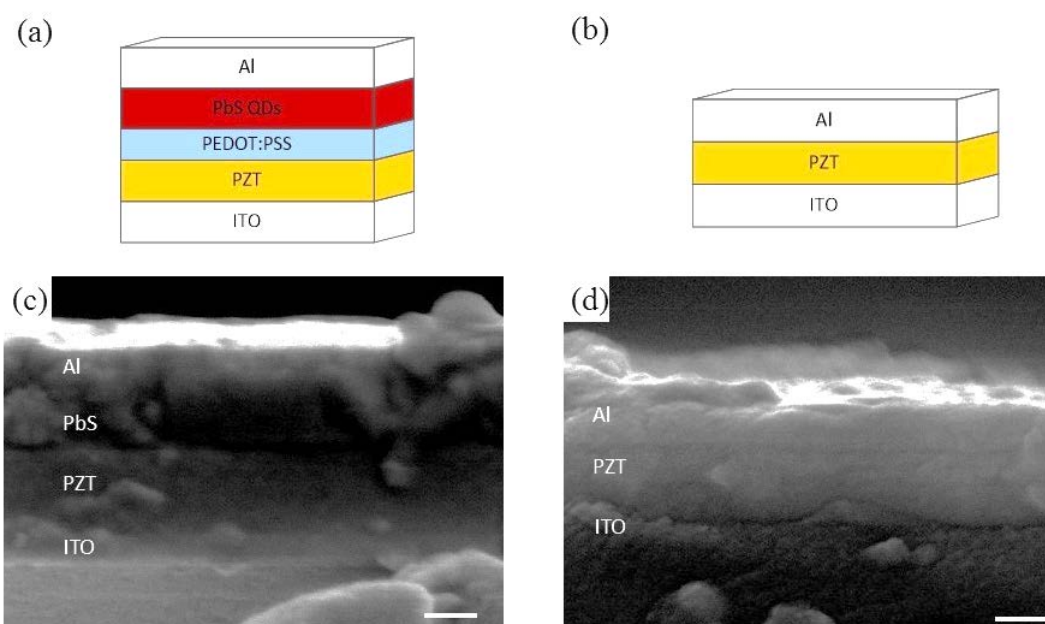 (a)
Al
PbS QDs
PEDOT:PSS
PZT
ITO
(b)
Al
PZT
ITO
(c)
Al
PbS
PZT
ITO
(d)
Al
PZT
ITO